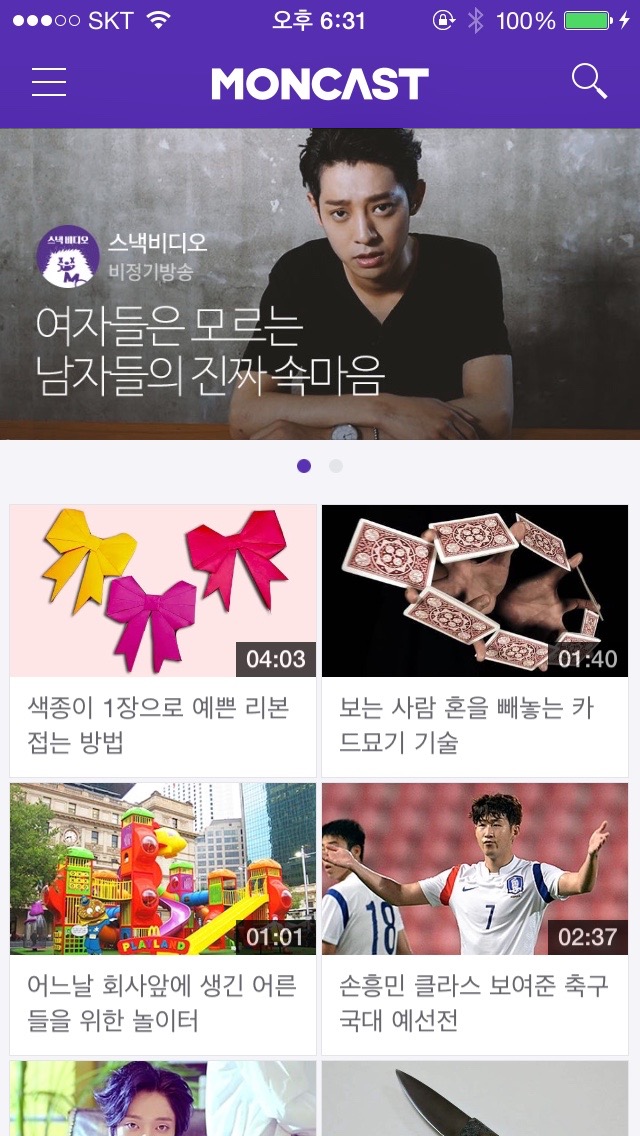 SKT
오후 6:31
100%
MONCAST
스낵비디오
스낵비디오
비정기방송
여자들은 모르는
남자들의 진짜 속마음
04:03
01:40
색종이 1장으로 예쁜 리본
접는 방법
보는 사람 혼을 빼놓는 카
드묘기 기술
PLAYLAND
01:01
18
7
02:37
어느날 회사앞에 생긴 어른
들을 위한 놀이터
손흥민 클라스 보여준 축구
국대 예선전